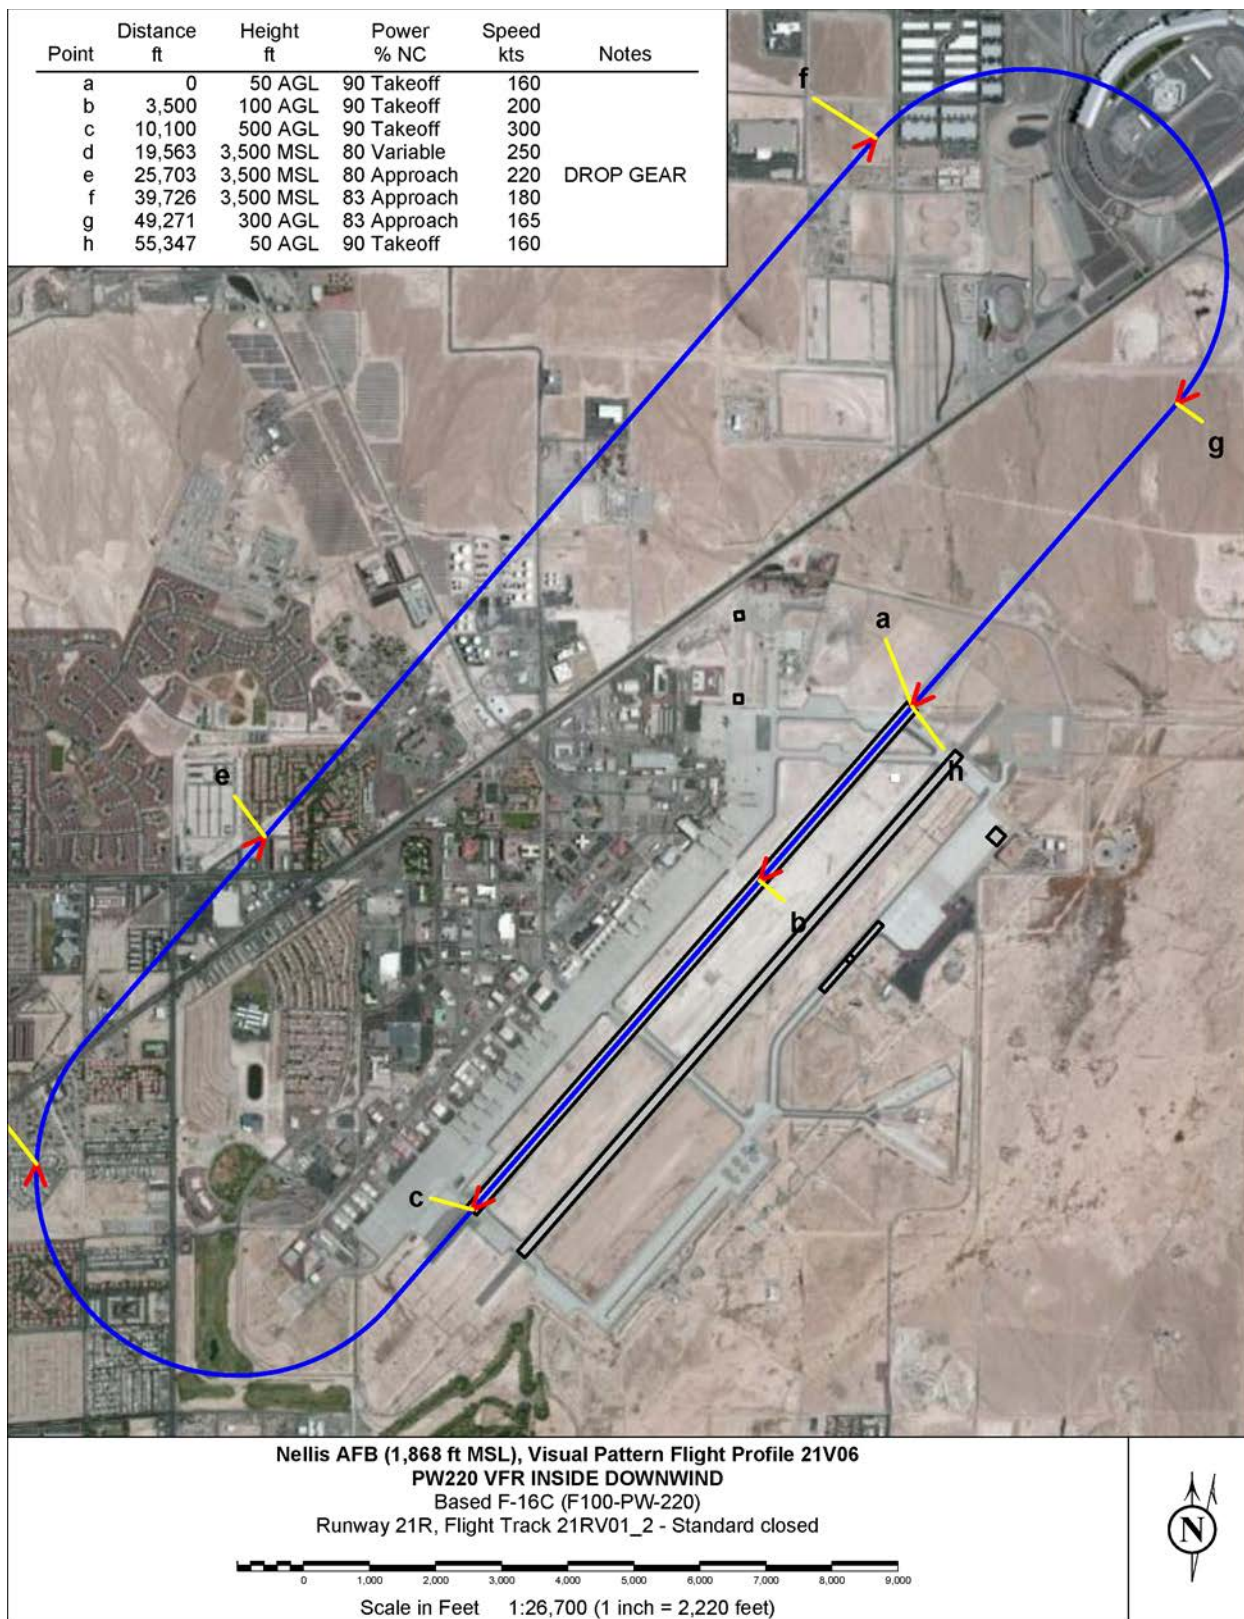 Distance Height Power Speed
Point ft ft % NC kts Notes
a 0 50 AGL 90 Takeoff 160
b 3,500 100 AGL 90 Takeoff 200
c 10,100 500 AGL 90 Takeoff 300
d 19,563 3,500 MSL 80 Variable 250
e 25,703 3,500 MSL 80 Approach 220 DROP GEAR
f 39,726 3,500 MSL 83 Approach 180
g 49,271 300 AGL 83 Approach 165
h 55,347 50 AGL 90 Takeoff 160
f
g
a
h
e
b
c
Nellis AFB (1,868 ft MSL), Visual Pattern Flight Profile 21V06
PW220 VFR INSIDE DOWNWIND
Based F-16C (F100-PW-220)
Runway 21R, Flight Track 21RV01_2 - Standard closed
0 1,000 2,000 3,000 4,000 5,000 6,000 7,000 8,000 9,000
Scale in Feet 1:26,700 (1 inch = 2,220 feet)
N